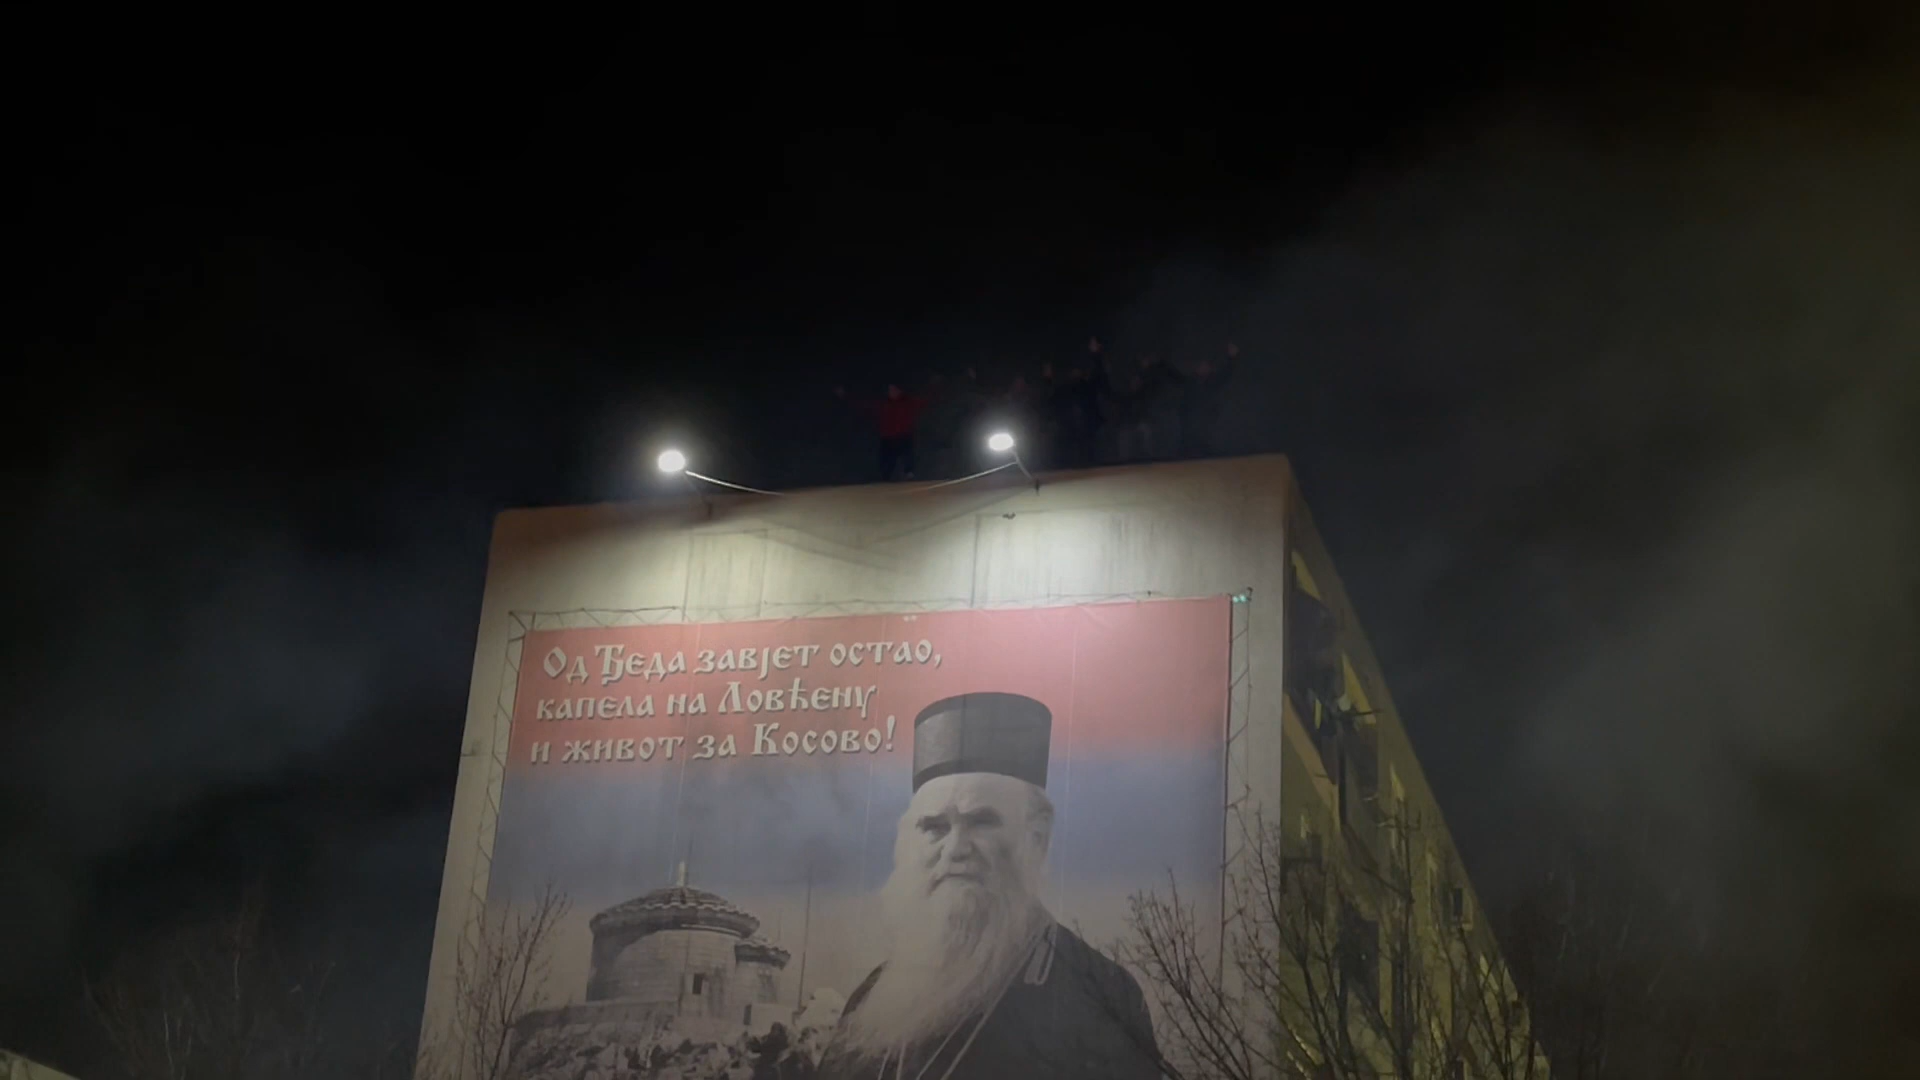 Од Ђеда завјет остао,
капела на Ловћену
и живот за Косово!